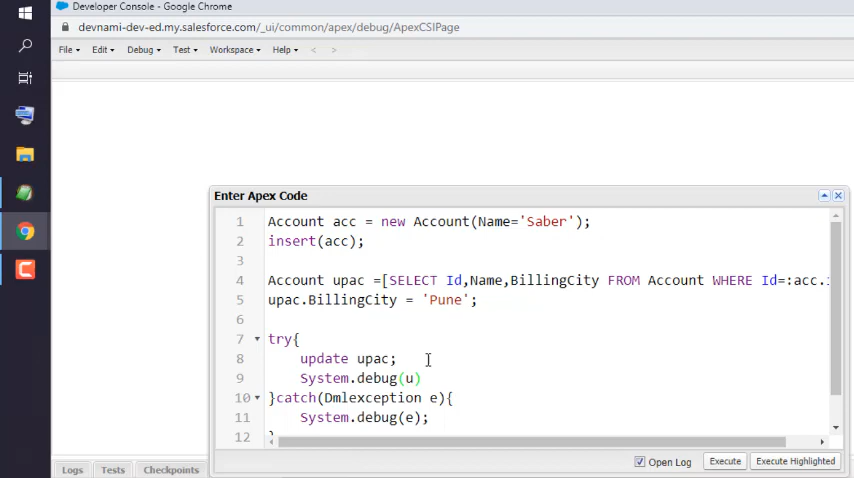 Developer Console - Google Chrome
devnami-dev-ed.my.salesforce.com/_ui/common/apex/debug/ApexCSIPage
File Edit Debug Test Workspace Help < >
Enter Apex Code
1 Account acc = new Account(Name='Saber');
2 insert(acc);
3
4 Account upac =[SELECT Id,Name,BillingCity FROM Account WHERE Id=:acc.i
5 upac.BillingCity = 'Pune';
6
7 try{
8 update upac;
9 System.debug(u)
10 }catch(Dmlexception e){
11 System.debug(e);
12 }
Open Log Execute Execute Highlighted
Logs Tests Checkpoints